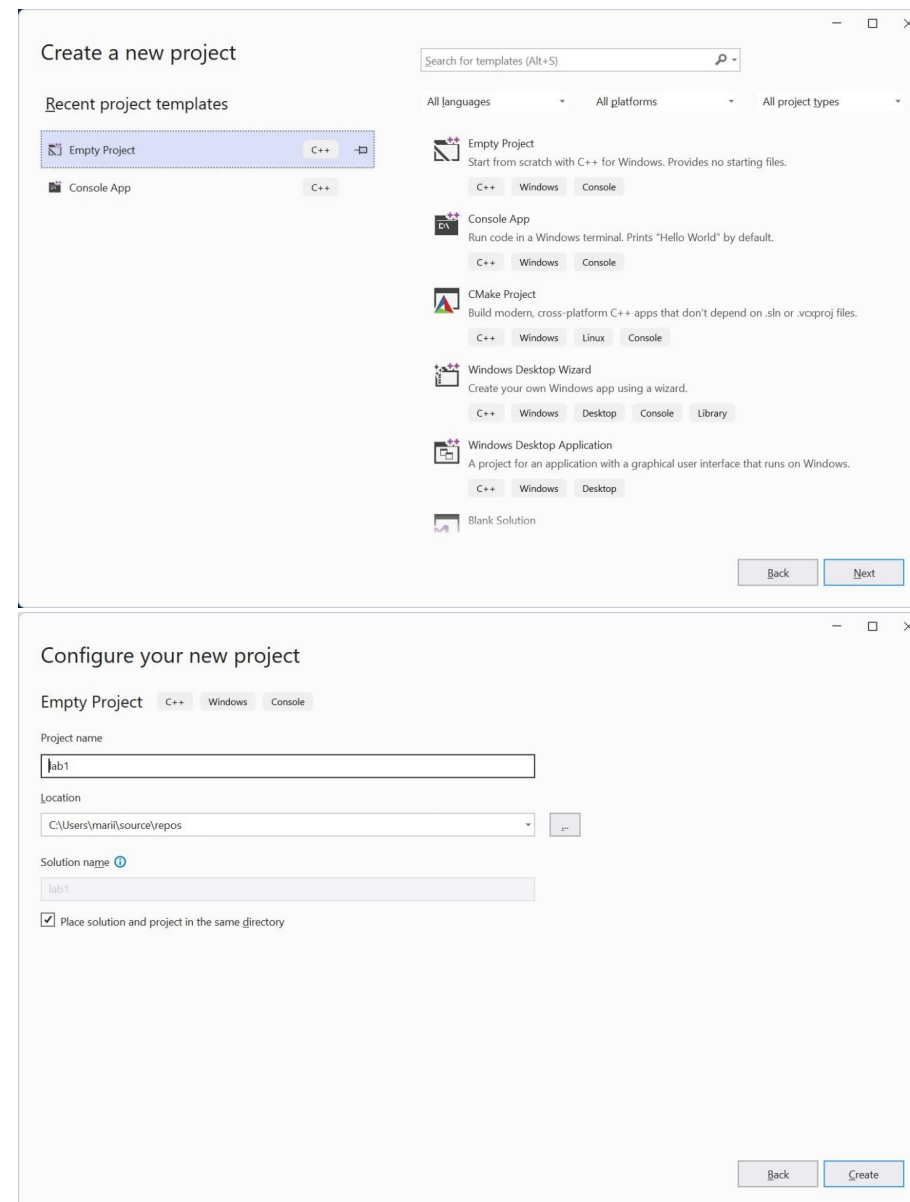 Create a new project
Search for templates (Alt+S)
Recent project templates
All languages All platforms All project types
Empty Project C++
Console App C++
Empty Project
Start from scratch with C++ for Windows. Provides no starting files.
C++ Windows Console
Console App
Run code in a Windows terminal. Prints "Hello World" by default.
C++ Windows Console
CMake Project
Build modern, cross-platform C++ apps that don't depend on .sln or .vcxproj files.
C++ Windows Linux Console
Windows Desktop Wizard
Create your own Windows app using a wizard.
C++ Windows Desktop Console Library
Windows Desktop Application
A project for an application with a graphical user interface that runs on Windows.
C++ Windows Desktop
Blank Solution
Back Next
Configure your new project
Empty Project C++ Windows Console
Project name
lab1
Location
C:\Users\marii\source\repos
...
Solution name
lab1
Place solution and project in the same directory
Back Create